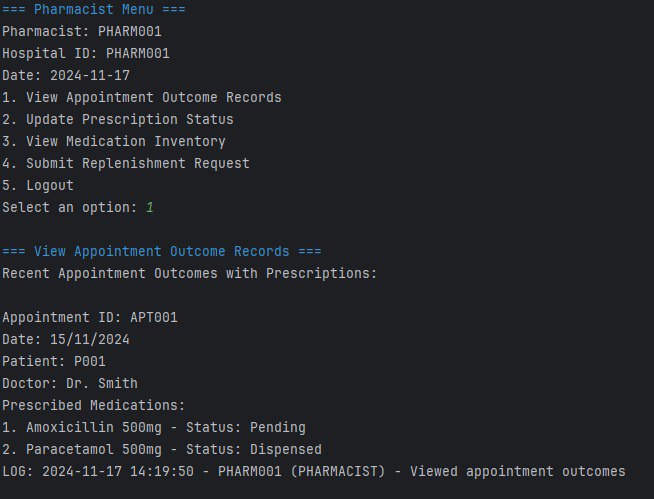 === Pharmacist Menu ===
Pharmacist: PHARM001
Hospital ID: PHARM001
Date: 2024-11-17
1. View Appointment Outcome Records
2. Update Prescription Status
3. View Medication Inventory
4. Submit Replenishment Request
5. Logout
Select an option: 1
=== View Appointment Outcome Records ===
Recent Appointment Outcomes with Prescriptions:
Appointment ID: APT001
Date: 15/11/2024
Patient: P001
Doctor: Dr. Smith
Prescribed Medications:
1. Amoxicillin 500mg - Status: Pending
2. Paracetamol 500mg - Status: Dispensed
LOG: 2024-11-17 14:19:50 - PHARM001 (PHARMACIST) - Viewed appointment outcomes